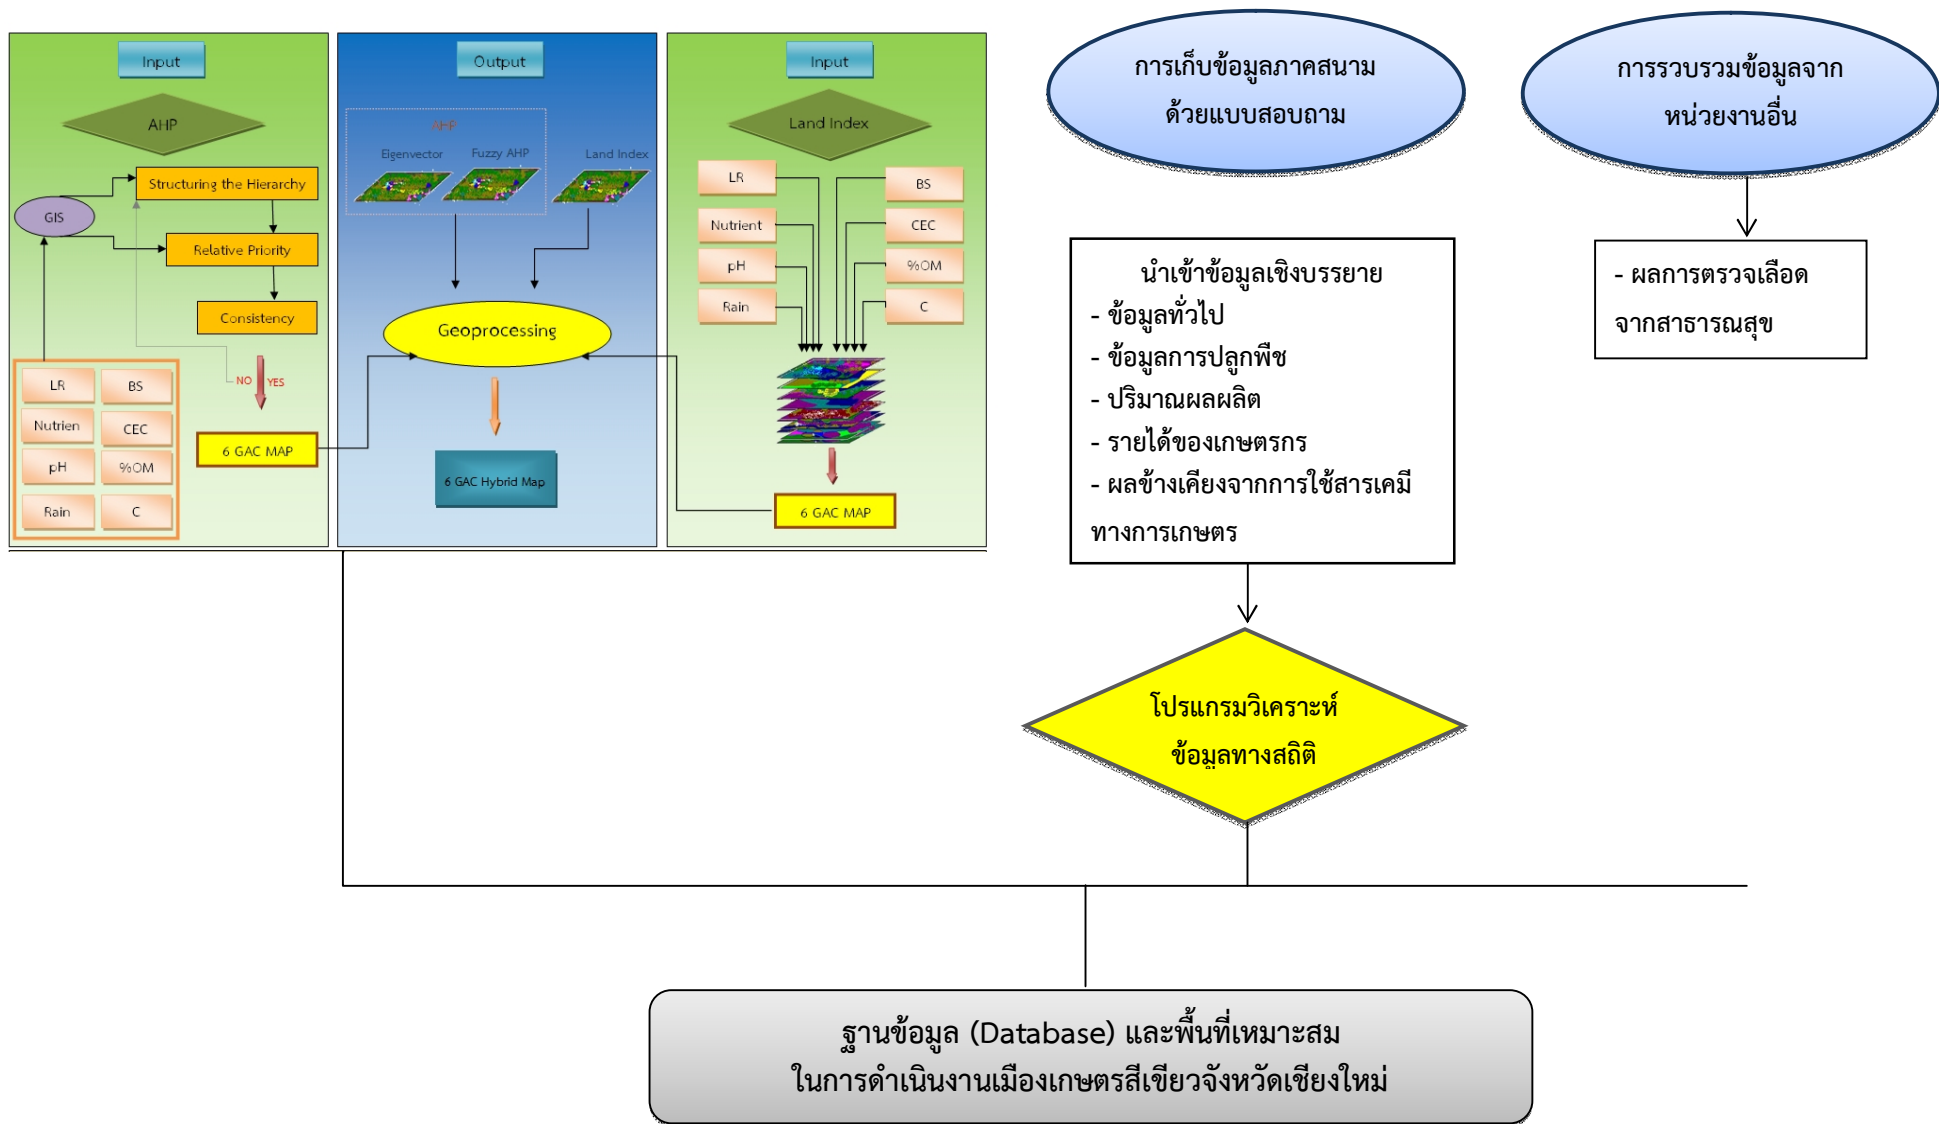 Input
AHP
Structuring the Hierarchy
GIS
Relative Priority
Consistency
NO YES
LR
BS
Nutrien
CEC
pH
%OM
Rain
C
6 GAC MAP
Output
AHP
Eigenvector
Fuzzy AHP
Land Index
Geoprocessing
6 GAC Hybrid Map
Input
Land Index
LR
BS
Nutrient
CEC
pH
%OM
Rain
C
6 GAC MAP
การเก็บข้อมูลภาคสนาม
ด้วยแบบสอบถาม
นำเข้าข้อมูลเชิงบรรยาย
- ข้อมูลทั่วไป
- ข้อมูลการปลูกพืช
- ปริมาณผลผลิต
- รายได้ของเกษตรกร
- ผลข้างเคียงจากการใช้สารเคมี
ทางการเกษตร
โปรแกรมวิเคราะห์
ข้อมูลทางสถิติ
การรวบรวมข้อมูลจาก
หน่วยงานอื่น
- ผลการตรวจเลือด
จากสาธารณสุข
ฐานข้อมูล (Database) และพื้นที่เหมาะสม
ในการดำเนินงานเมืองเกษตรสีเขียวจังหวัดเชียงใหม่